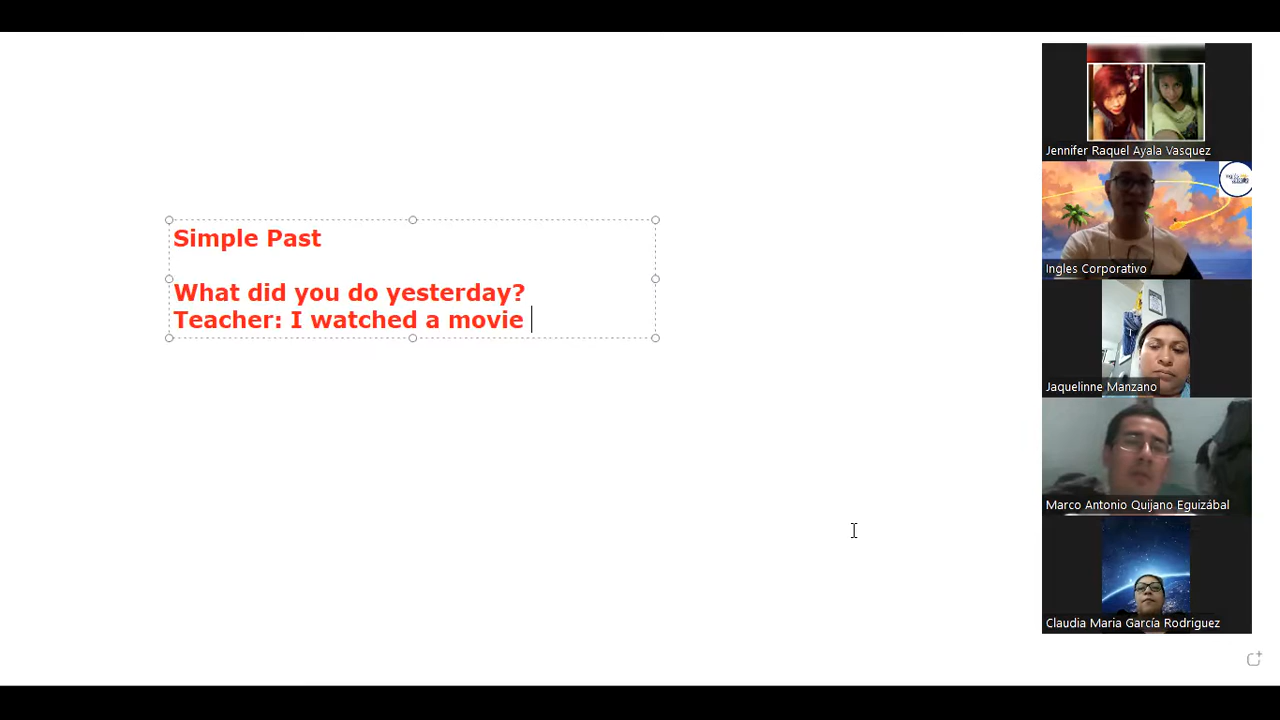 Simple Past
What did you do yesterday?
Teacher: I watched a movie
Jennifer Raquel Ayala Vasquez
Ingles Corporativo
Jaquelinne Manzano
Marco Antonio Quijano Eguizábal
Claudia Maria García Rodriguez